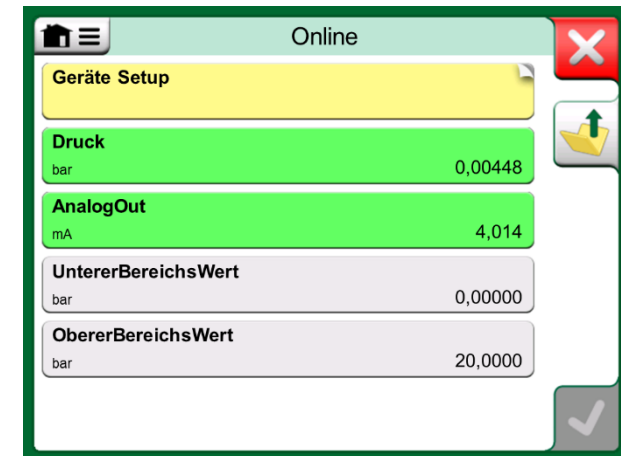 Online
Geräte Setup
Druck
bar 0,00448
AnalogOut
mA 4,014
UntererBereichsWert
bar 0,00000
ObererBereichsWert
bar 20,0000